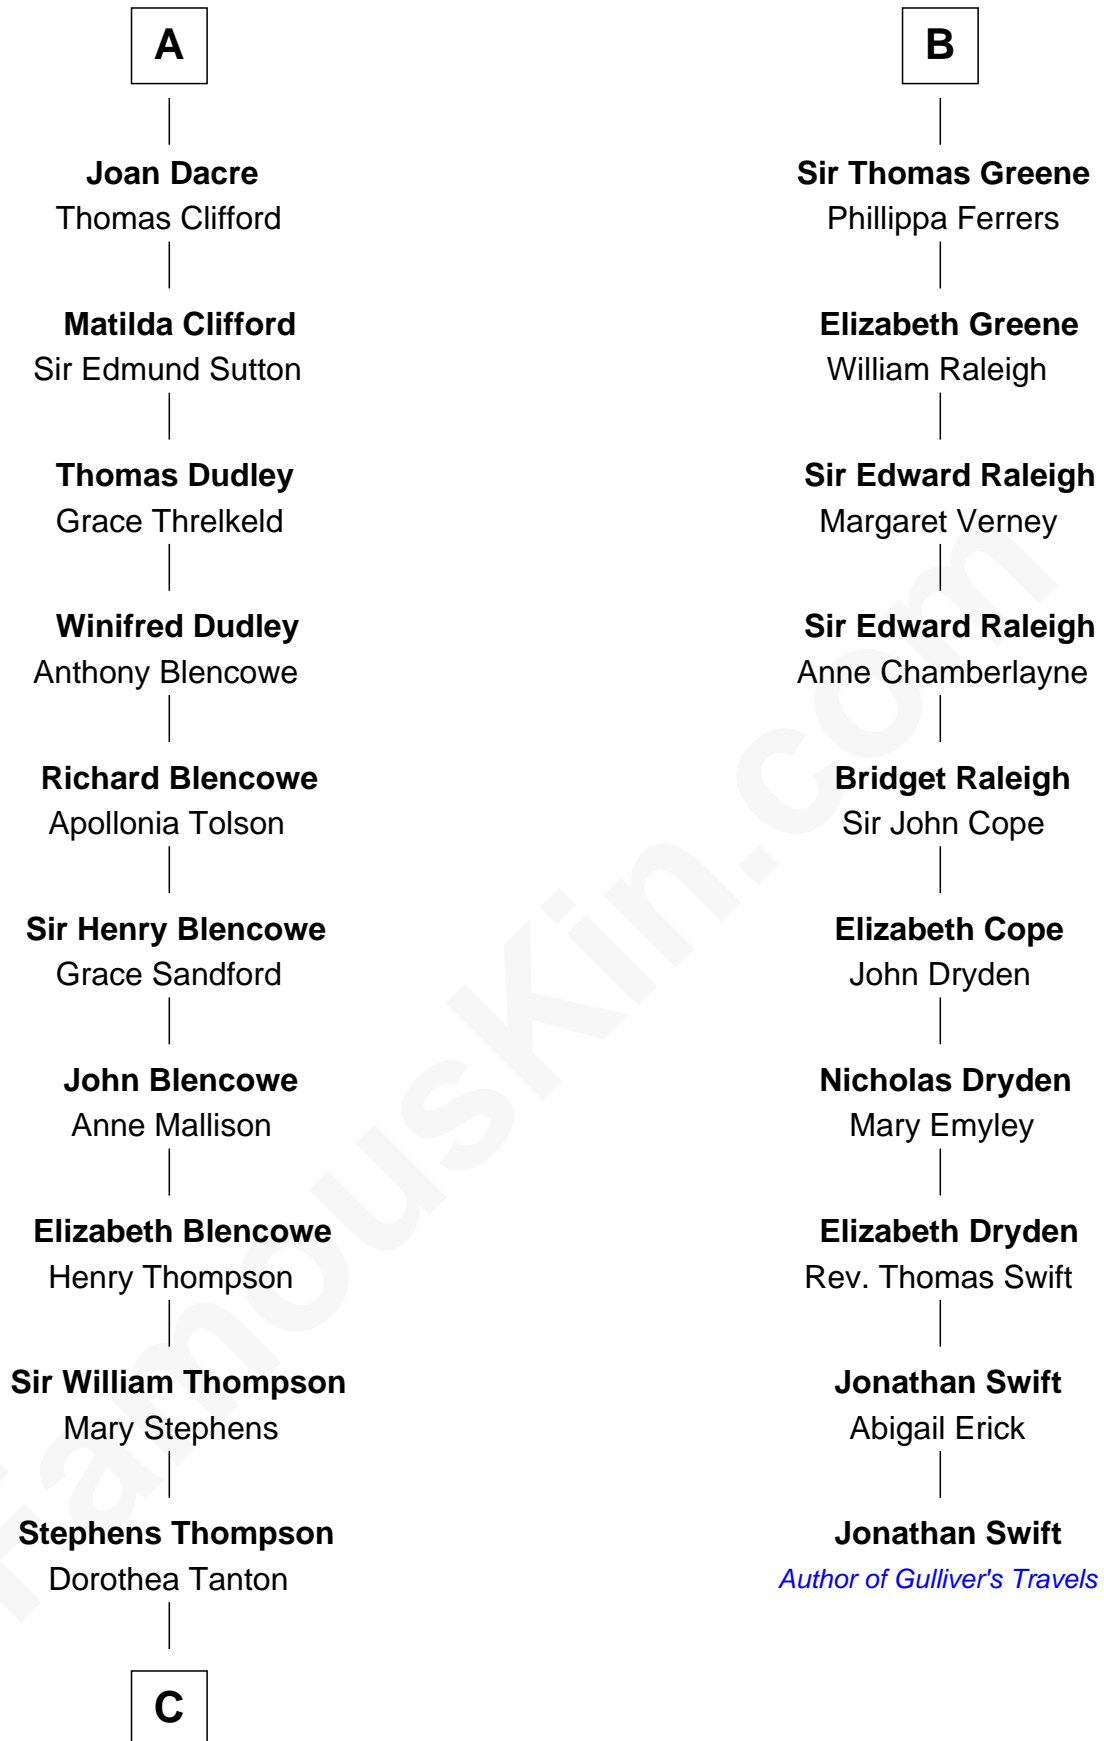 A
Joan Dacre
Thomas Clifford
Matilda Clifford
Sir Edmund Sutton
Thomas Dudley
Grace Threlkeld
Winifred Dudley
Anthony Blencowe
Richard Blencowe
Apollonia Tolson
Sir Henry Blencowe
Grace Sandford
John Blencowe
Anne Mallison
Elizabeth Blencowe
Henry Thompson
Sir William Thompson
Mary Stephens
Stephens Thompson
Dorothea Tanton
C
B
Sir Thomas Greene
Phillippa Ferrers
Elizabeth Greene
William Raleigh
Sir Edward Raleigh
Margaret Verney
Sir Edward Raleigh
Anne Chamberlayne
Bridget Raleigh
Sir John Cope
Elizabeth Cope
John Dryden
Nicholas Dryden
Mary Emyley
Elizabeth Dryden
Rev. Thomas Swift
Jonathan Swift
Abigail Erick
Jonathan Swift
Author of Gulliver's Travels
FamousKin.com